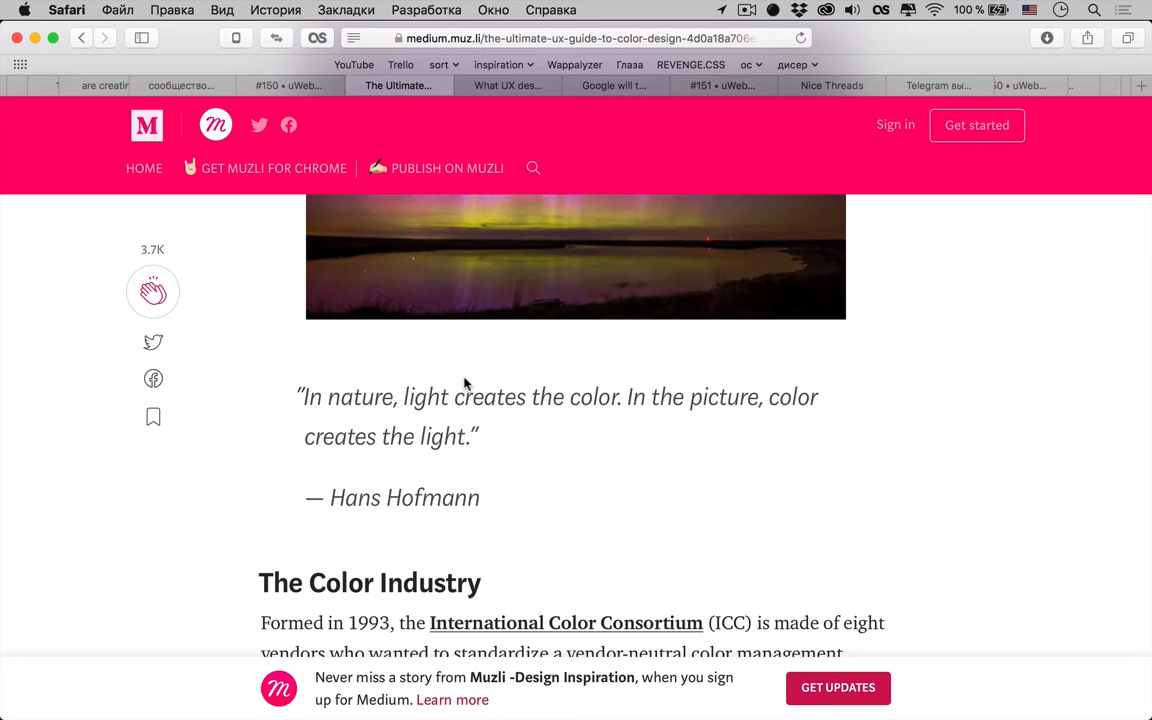 Safari Файл Правка Вид История Закладки Разработка Окно Справка 100 %
medium.muz.li/the-ultimate-ux-guide-to-color-design-4d0a18a706e
YouTube Trello sort inspiration Wappalyzer Глаза REVENGE.CSS ос дисер
are creatin сообщество... #150 • uWeb... The Ultimate... What UX des... Google will t... #151 • uWeb... Nice Threads Telegram вы... 50 • uWeb... ..
M m Sign in Get started
HOME GET MUZLI FOR CHROME PUBLISH ON MUZLI
3.7K
"In nature, light creates the color. In the picture, color
creates the light."
— Hans Hofmann
The Color Industry
Formed in 1993, the International Color Consortium (ICC) is made of eight
vendors who wanted to standardize a vendor-neutral color management
m Never miss a story from Muzli -Design Inspiration, when you sign
up for Medium. Learn more
GET UPDATES